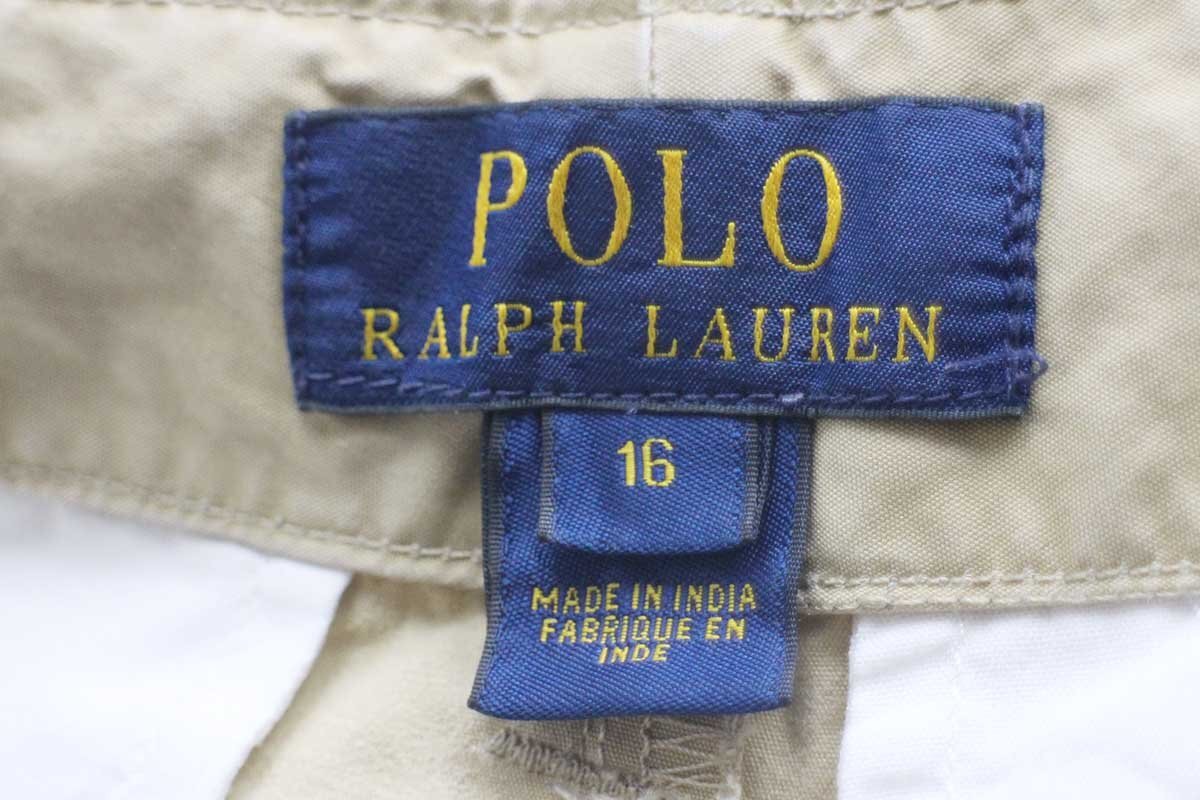 POLO
RALPH LAUREN
16
MADE IN INDIA
FABRIQUE EN
INDE